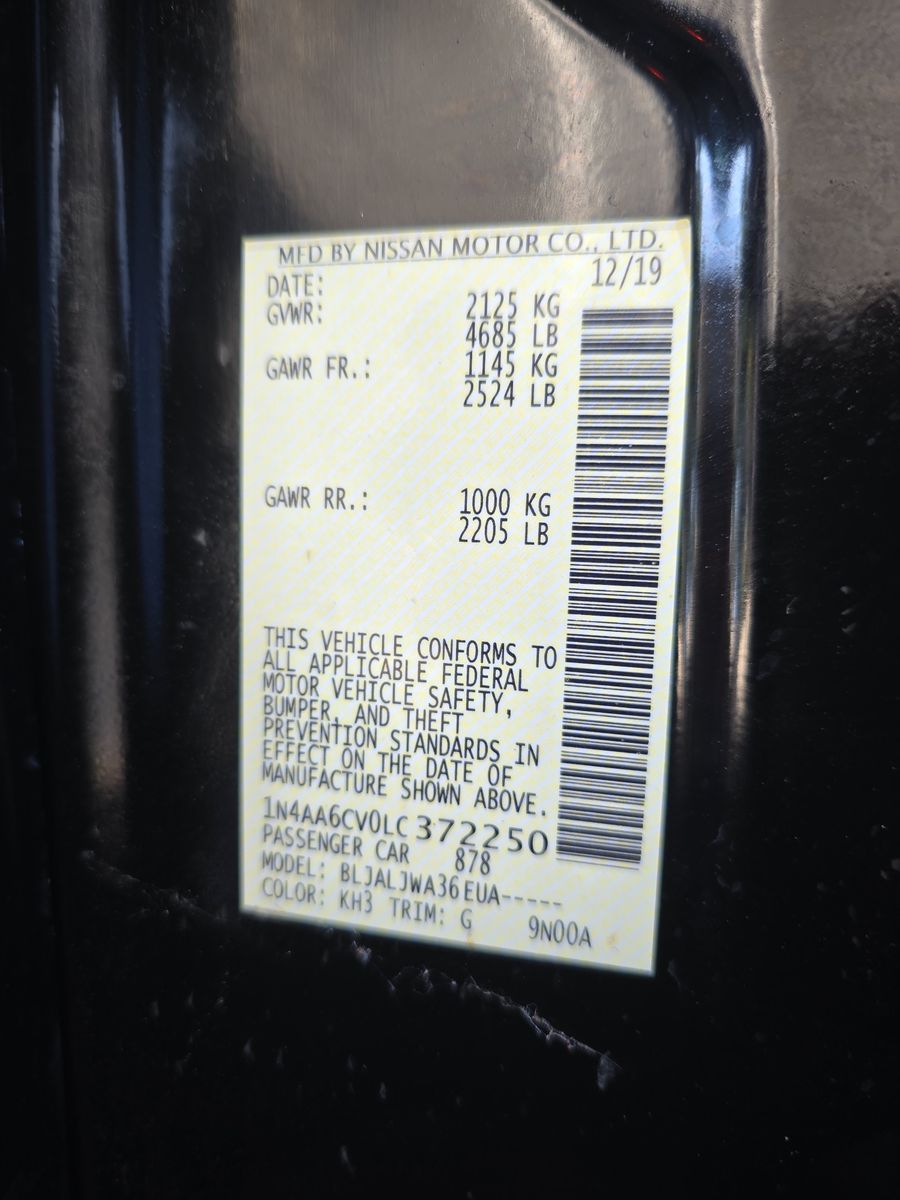 MFD BY NISSAN MOTOR CO., LTD.
DATE: 12/19
GVWR: 2125 KG
4685 LB
GAWR FR.: 1145 KG
2524 LB
GAWR RR.: 1000 KG
2205 LB
THIS VEHICLE CONFORMS TO
ALL APPLICABLE FEDERAL
MOTOR VEHICLE SAFETY,
BUMPER, AND THEFT
PREVENTION STANDARDS IN
EFFECT ON THE DATE OF
MANUFACTURE SHOWN ABOVE.
1N4AA6CV0LC372250
PASSENGER CAR 878
MODEL: BLJALJWA36EUA-----
COLOR: KH3 TRIM: G 9N00A